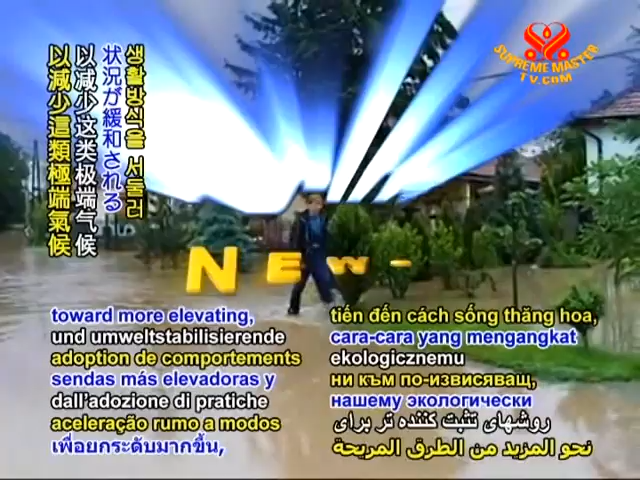 SUPREME MASTER
TV.COM
以減少這類極端氣候
以减少这类极端气候
状況が緩和される
생활방식을 서둘러
NEW-
toward more elevating,
und umweltstabilisierende
adoption de comportements
sendas más elevadoras y
dall'adozione di pratiche
aceleração rumo a modos
เพื่อยกระดับมากขึ้น,
tiến đến cách sống thăng hoa,
cara-cara yang mengangkat
ekologicznemu
ни към по-извисяващ,
нашему экологически
روشهای تثبت کننده تر برای
نحو المزيد من الطرق المريحة